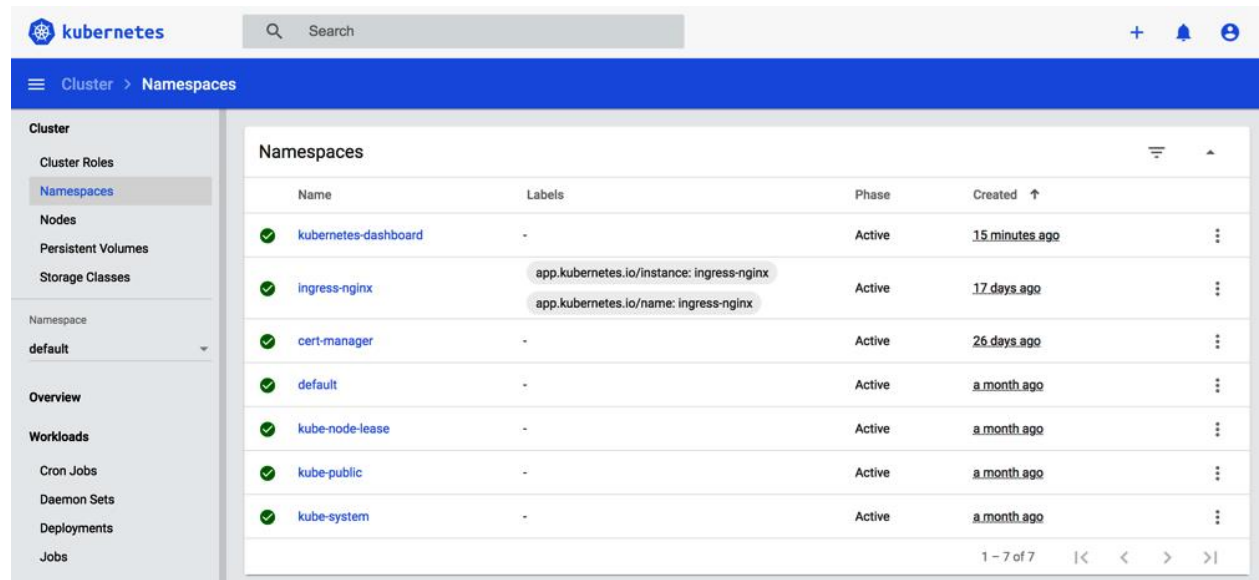 kubernetes
Search
Cluster > Namespaces
Cluster
Cluster Roles
Namespaces
Nodes
Persistent Volumes
Storage Classes
Namespace
default
Overview
Workloads
Cron Jobs
Daemon Sets
Deployments
Jobs
Namespaces
Name Labels Phase Created
kubernetes-dashboard - Active 15 minutes ago
ingress-nginx app.kubernetes.io/instance: ingress-nginx Active 17 days ago
app.kubernetes.io/name: ingress-nginx
cert-manager - Active 26 days ago
default - Active a month ago
kube-node-lease - Active a month ago
kube-public - Active a month ago
kube-system - Active a month ago
1 – 7 of 7